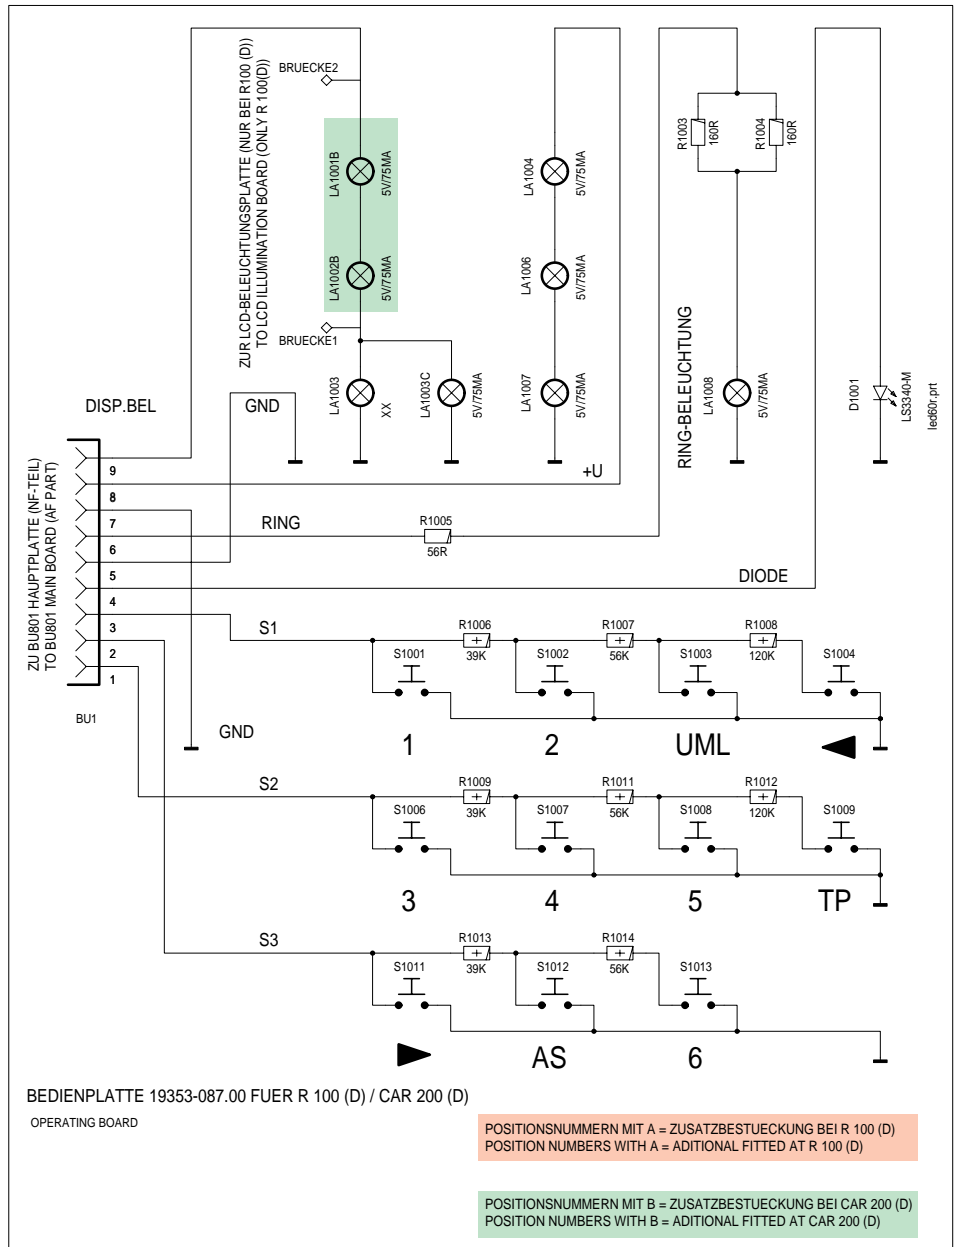 ZUR LCD-BELEUCHTUNGSPLATTE (NUR BEI R100 (D))
TO LCD ILLUMINATION BOARD (ONLY R 100(D))
BRUECKE2
LA1001B
5V/75MA
LA1002B
5V/75MA
BRUECKE1
LA1003
XX
LA1003C
5V/75MA
LA1004
5V/75MA
LA1006
5V/75MA
LA1007
5V/75MA
R1003
160R
R1004
160R
RING-BELEUCHTUNG
LA1008
5V/75MA
D1001
LS3340-M
led60r.prt
DISP.BEL
GND
+U
ZU BU801 HAUPTPLATTE (NF-TEIL)
TO BU801 MAIN BOARD (AF PART)
9
8
7
6
5
4
3
2
1
BU1
RING
R1005
56R
DIODE
S1
R1006
39K
R1007
56K
R1008
120K
S1001
S1002
S1003
S1004
GND
1
2
UML
S2
R1009
39K
R1011
56K
R1012
120K
S1006
S1007
S1008
S1009
3
4
5
TP
S3
R1013
39K
R1014
56K
S1011
S1012
S1013
AS
6
BEDIENPLATTE 19353-087.00 FUER R 100 (D) / CAR 200 (D)
OPERATING BOARD
POSITIONSNUMMERN MIT A = ZUSATZBESTUECKUNG BEI R 100 (D)
POSITION NUMBERS WITH A = ADITIONAL FITTED AT R 100 (D)
POSITIONSNUMMERN MIT B = ZUSATZBESTUECKUNG BEI CAR 200 (D)
POSITION NUMBERS WITH B = ADITIONAL FITTED AT CAR 200 (D)